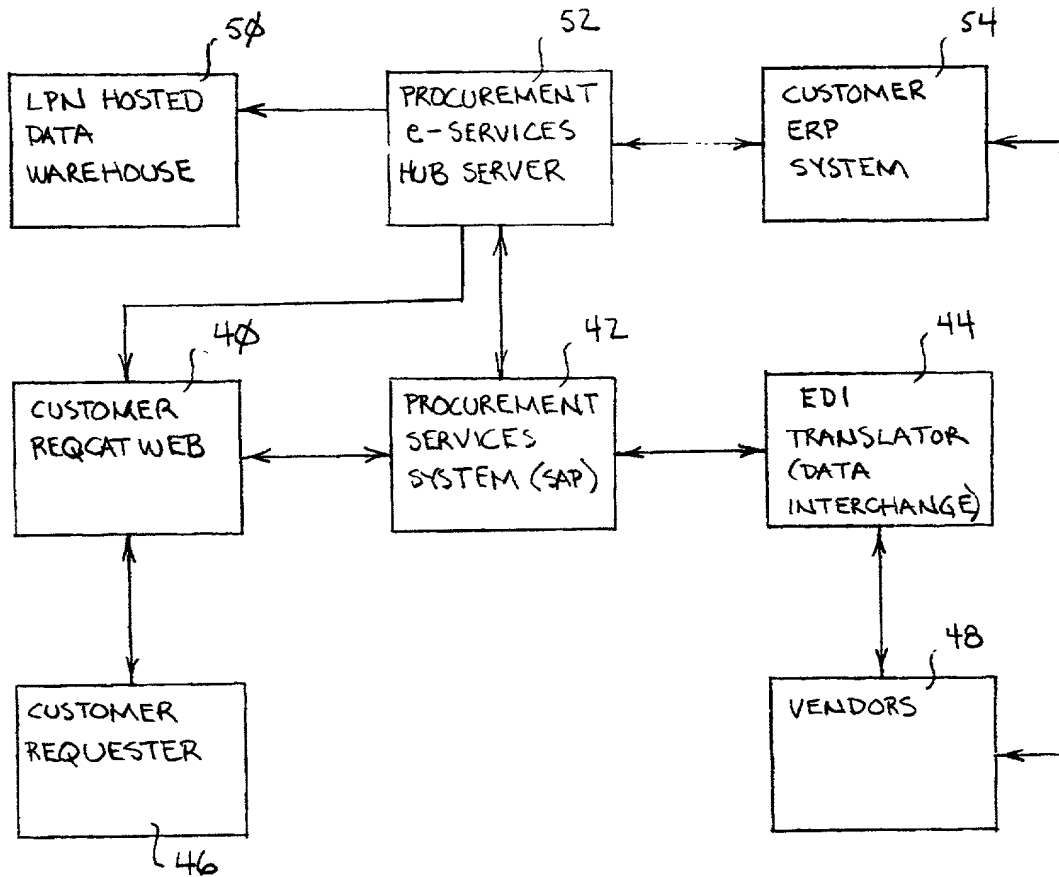 50
LPN HOSTED
DATA
WAREHOUSE
52
PROCUREMENT
e-SERVICES
HUB SERVER
54
CUSTOMER
ERP
SYSTEM
40
CUSTOMER
REQCAT WEB
42
PROCUREMENT
SERVICES
SYSTEM (SAP)
44
EDI
TRANSLATOR
(DATA
INTERCHANGE)
CUSTOMER
REQUESTER
46
48
VENDORS